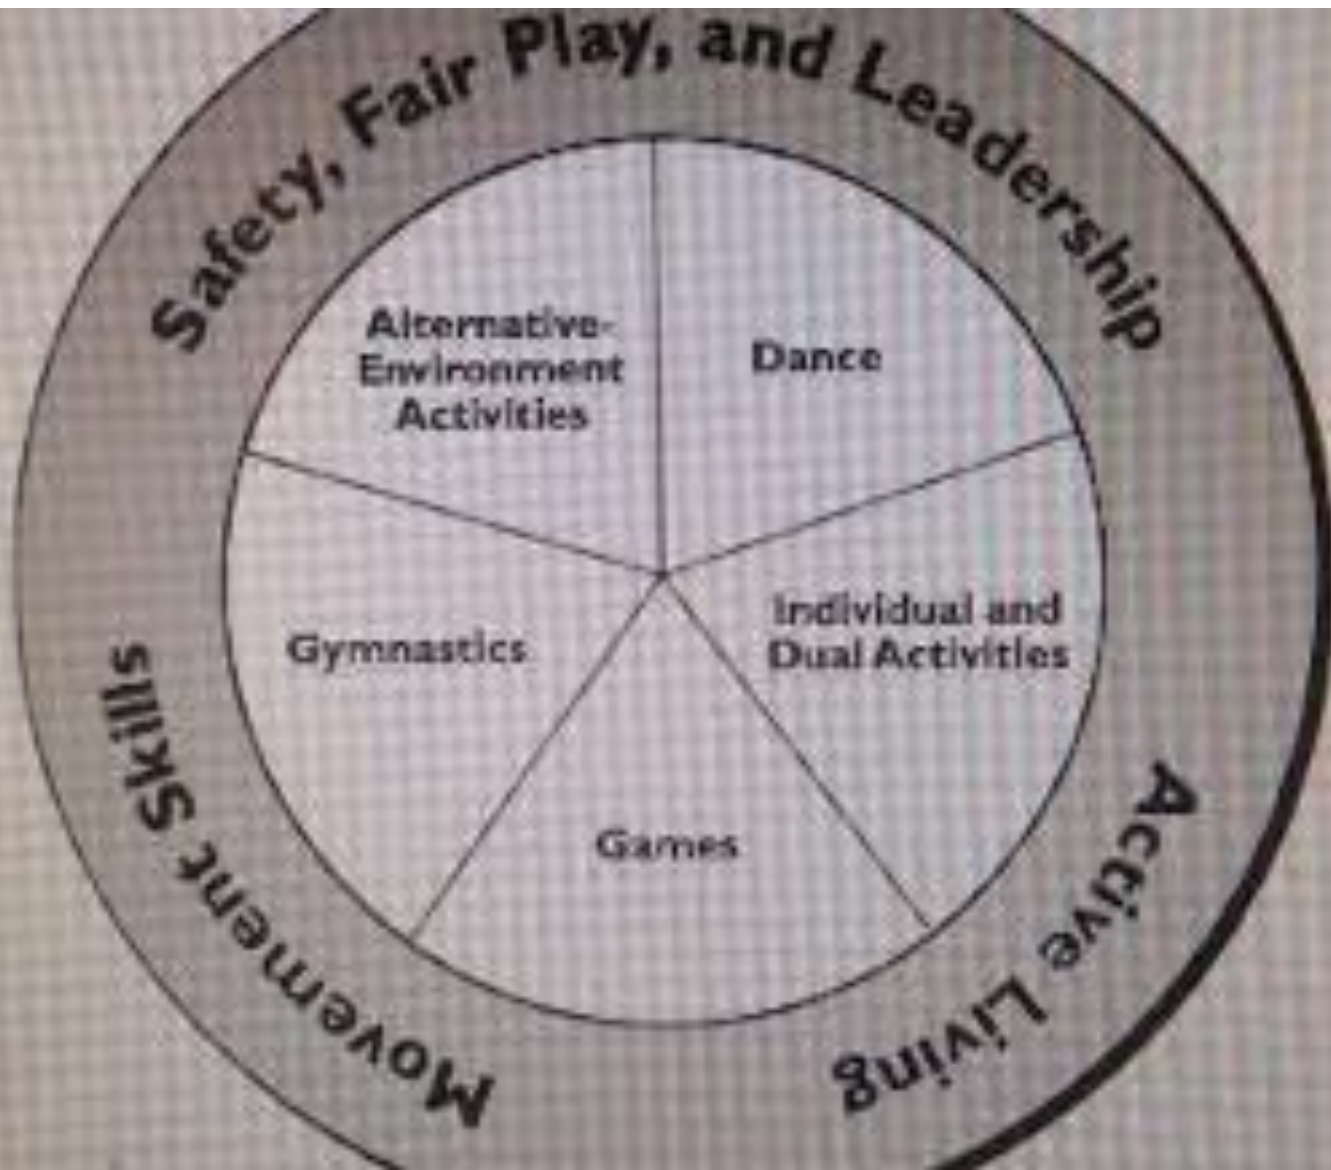 Safety, Fair Play, and Leadership
Alternative-
Environment
Activities
Dance
Gymnastics
Individual and
Dual Activities
Games
Movement Skills
Active Living